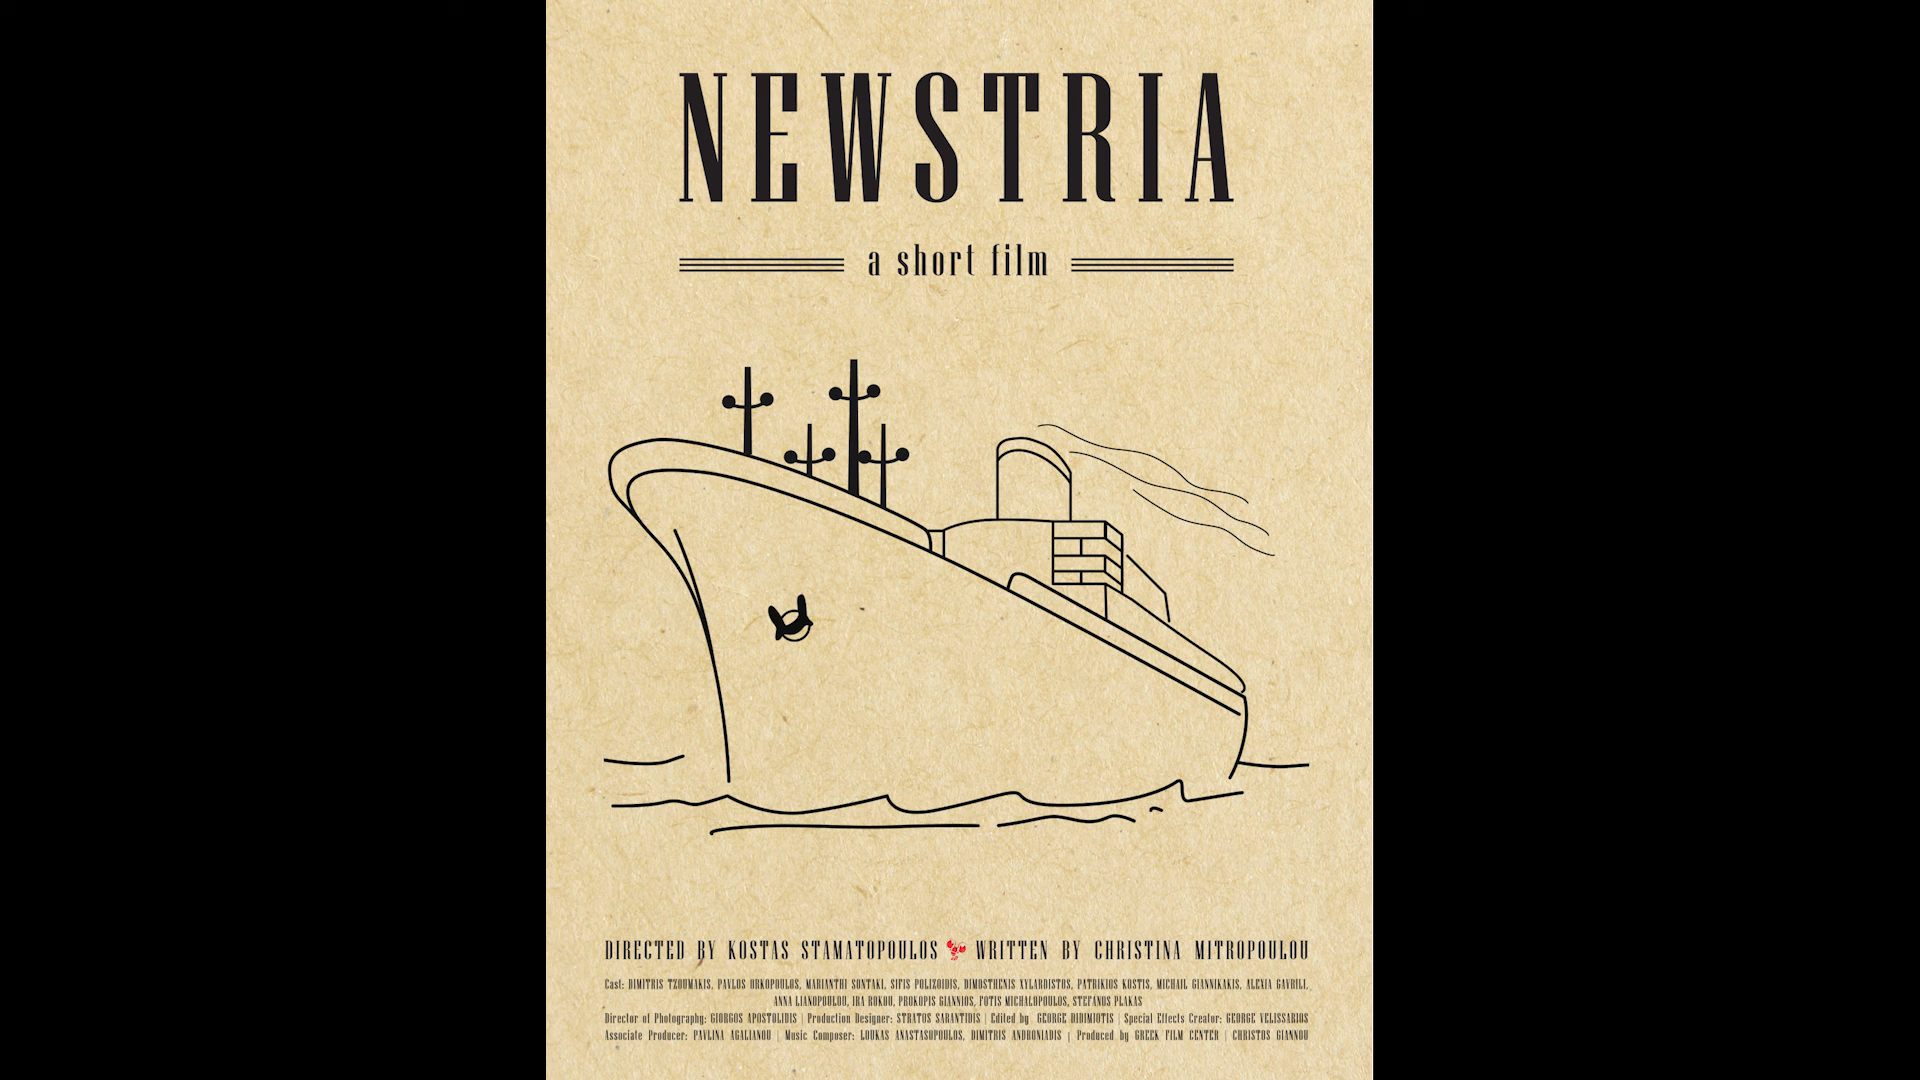 NEWSTRIA
a short film
DIRECTED BY KOSTAS STAMATOPOULOS WRITTEN BY CHRISTINA MITROPOULOU
Cast: DIMITRIS TZOUMAKIS, PAVLOS ORKOPOULOS, MARIANTHI SONTAKI, SIFIS POLIZOIDIS, DIMOSTHENIS XYLARDISTOS, PATRIKIOS KOSTIS, MICHAIL GIANNIKAKIS, ALEXIA GAVRILI,
ANNA LIANOPOULOU, IRA ROKOU, PROKOPIS GIANNIOS, FOTIS MICHALOPOULOS, STEFANOS PLAKAS
Director of Photography: GIORGOS APOSTOLIDIS | Production Designer: STRATOS SARANTIDIS | Edited by GEORGE DIDIMIOTIS | Special Effects Creator: GEORGE VELISSARIOS
Associate Producer: PAVLINA AGALIANOU | Music Composer: LOUKAS ANASTASOPOULOS, DIMITRIS ANDRONIADIS | Produced by GREEK FILM CENTER | CHRISTOS GIANNOU